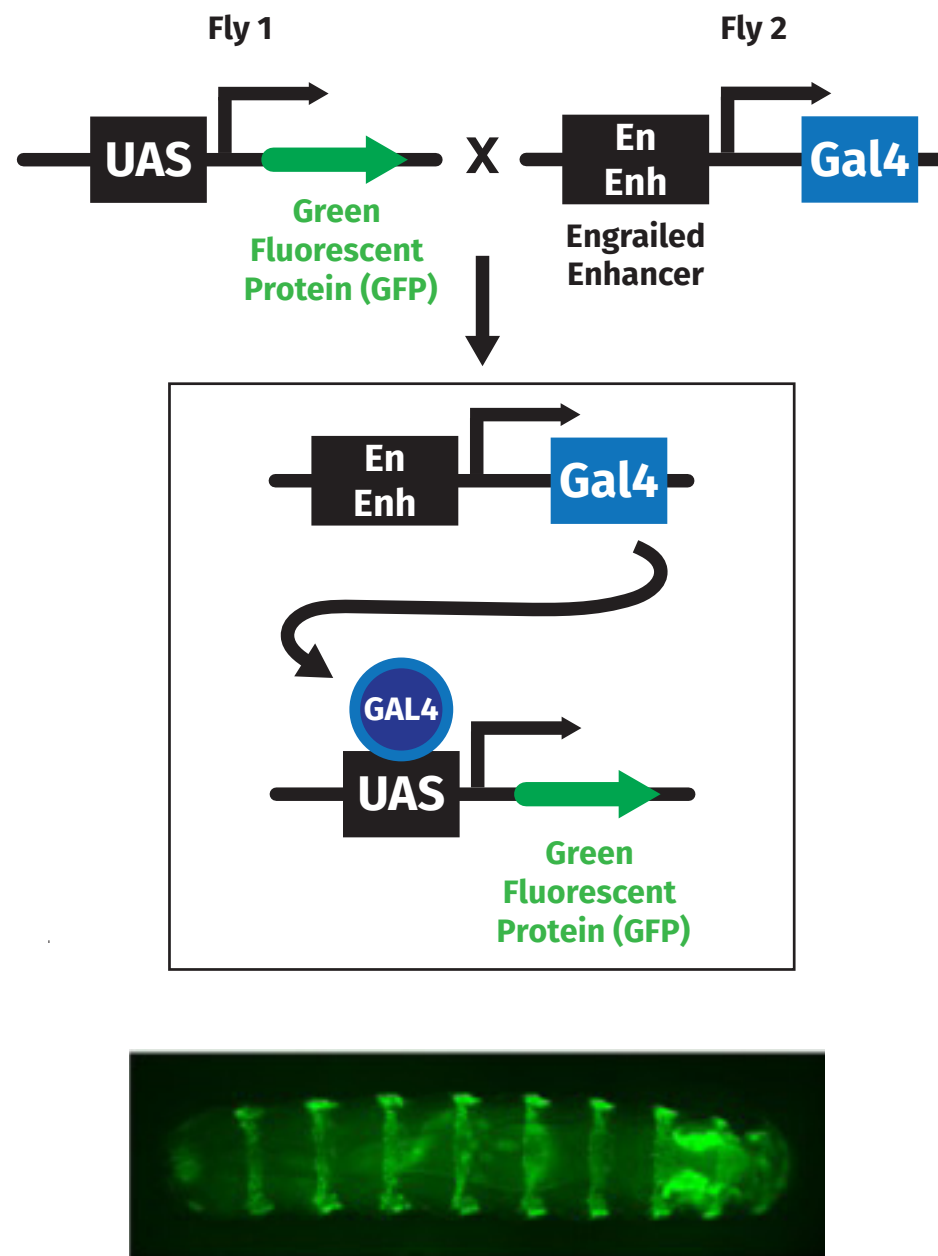 Fly 1
Fly 2
UAS
X
En
Enh
Gal4
Green
Fluorescent
Protein (GFP)
Engrailed
Enhancer
En
Enh
Gal4
GAL4
UAS
Green
Fluorescent
Protein (GFP)